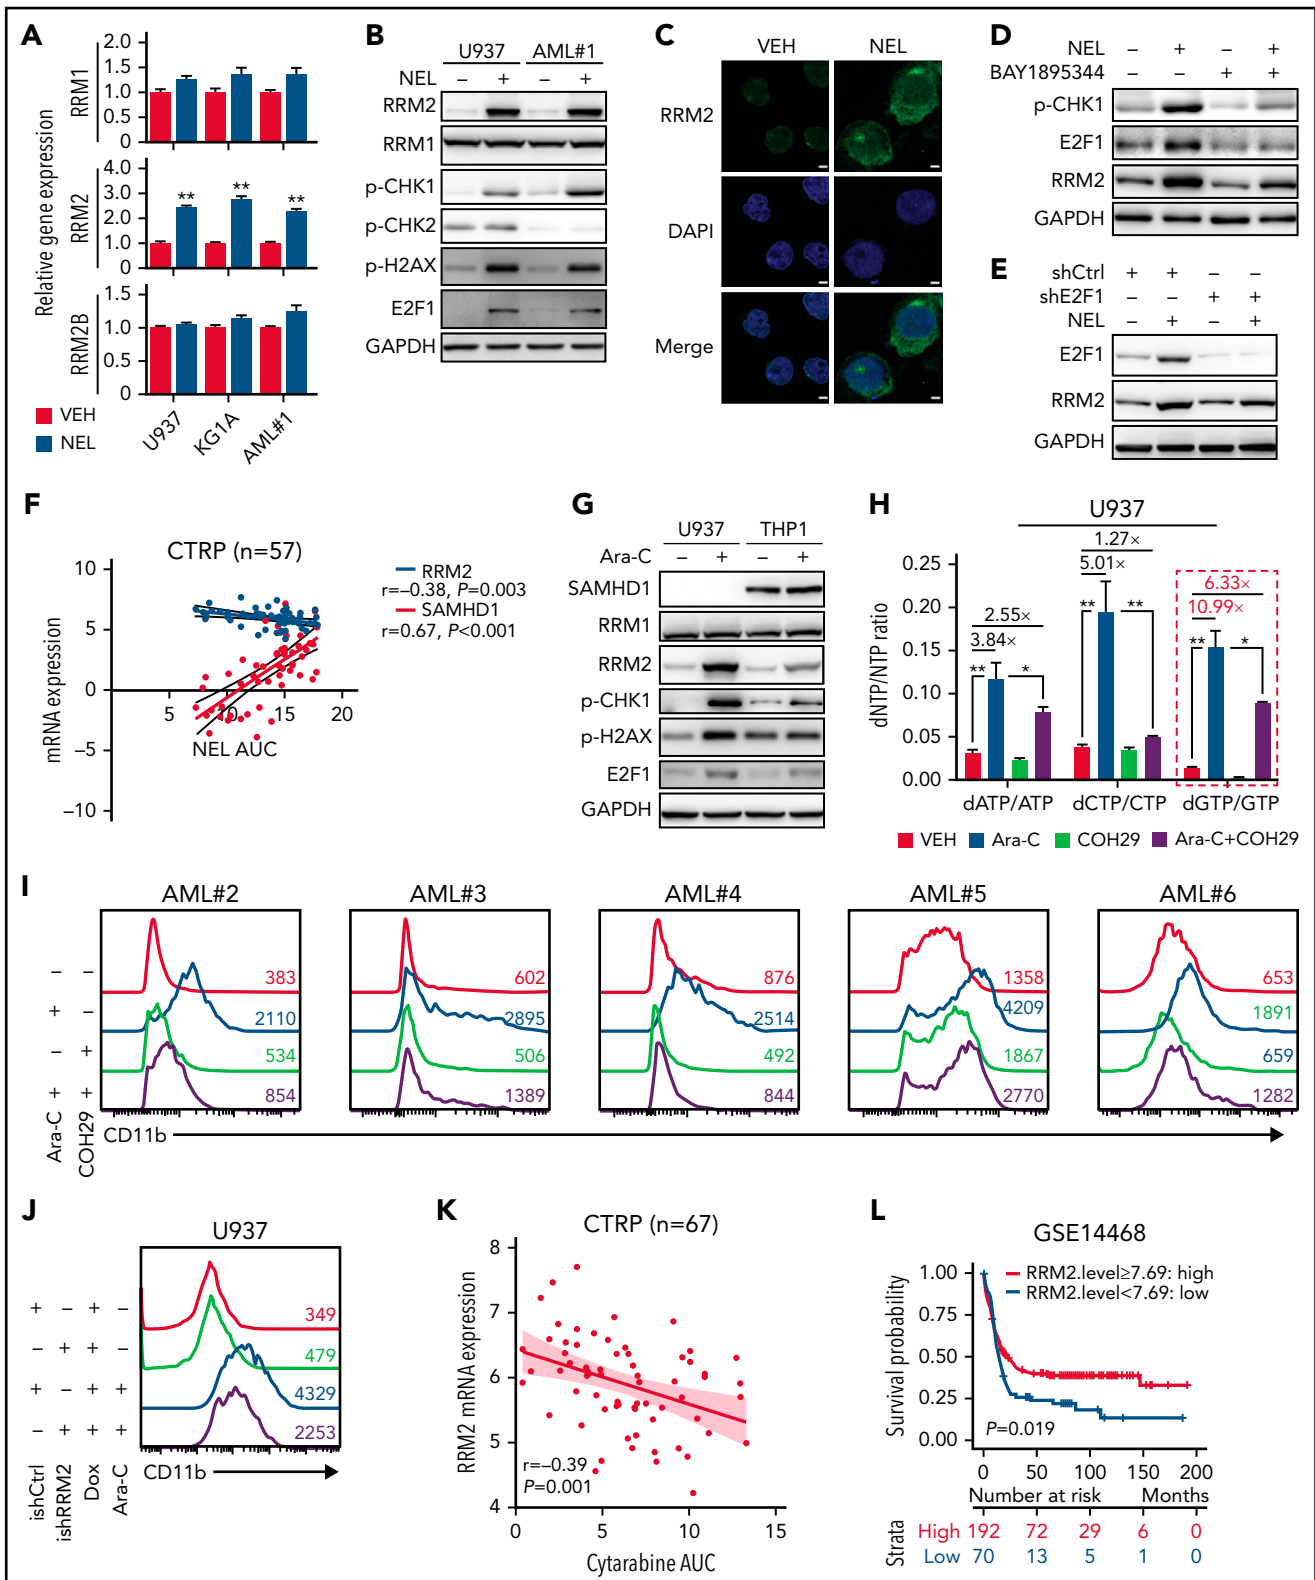 A
Relative gene expression
RRM1
2.0
1.5
1.0
0.5
0
RRM2
4.0
3.0
2.0
1.0
0
** ** **
RRM2B
1.5
1.0
0.5
0
VEH
NEL
U937 KG1A AML#1
B
U937 AML#1
NEL – + – +
RRM2
RRM1
p-CHK1
p-CHK2
p-H2AX
E2F1
GAPDH
C
VEH NEL
RRM2
DAPI
Merge
D
NEL – + – +
BAY1895344 – – + +
p-CHK1
E2F1
RRM2
GAPDH
E
shCtrl + + – –
shE2F1 – – + +
NEL – + – +
E2F1
RRM2
GAPDH
F
CTRP (n=57)
mRNA expression
10
5
0
–5
–10
5 10 15 20
NEL AUC
RRM2
r=–0.38, P=0.003
SAMHD1
r=0.67, P<0.001
G
U937 THP1
Ara-C – + – +
SAMHD1
RRM1
RRM2
p-CHK1
p-H2AX
E2F1
GAPDH
H
U937
dNTP/NTP ratio
0.25
0.20
0.15
0.10
0.05
0.00
2.55×
3.84×
** *
1.27×
5.01×
** **
6.33×
10.99×
** *
dATP/ATP dCTP/CTP dGTP/GTP
VEH Ara-C COH29 Ara-C+COH29
I
AML#2 AML#3 AML#4 AML#5 AML#6
– – 383 602 876 1358 653
+ – 2110 2895 2514 4209 1891
– + 534 506 492 1867 659
+ + 854 1389 844 2770 1282
Ara-C COH29
CD11b
J
U937
+ – + – 349
– + + – 479
+ – + + 4329
– + + + 2253
ishCtrl ishRRM2 Dox Ara-C
CD11b
K
CTRP (n=67)
RRM2 mRNA expression
8
7
6
5
4
r=–0.39
P=0.001
0 5 10 15
Cytarabine AUC
L
GSE14468
Survival probability
1.00
0.75
0.50
0.25
0.00
RRM2.level≥7.69: high
RRM2.level<7.69: low
P=0.019
0 50 100 150 200
Number at risk Months
Strata
High 192 72 29 6 0
Low 70 13 5 1 0